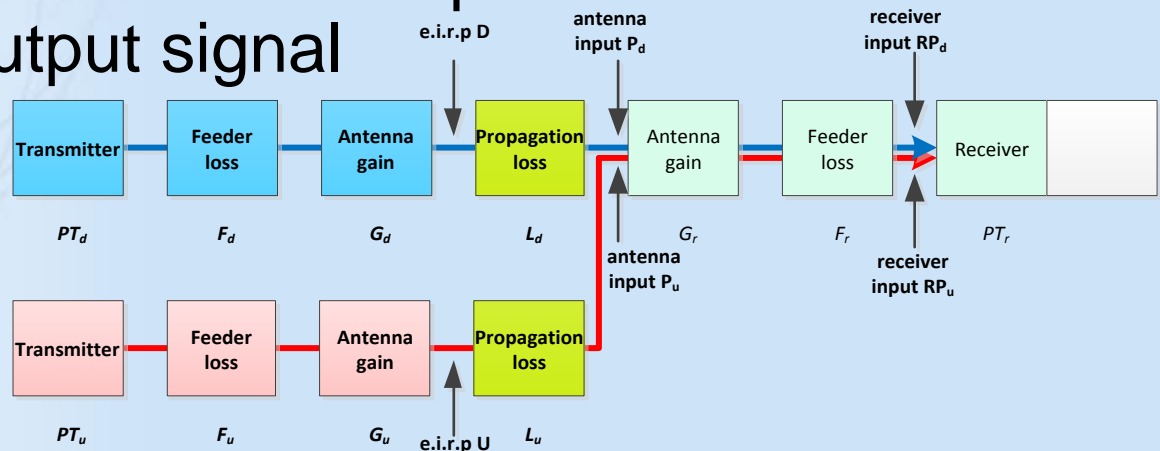 utput signal
e.i.r.p D
antenna
input Pd
receiver
input RPd
Transmitter
Feeder
loss
Antenna
gain
Propagation
loss
Antenna
gain
Feeder
loss
Receiver
PTd
Fd
Gd
Ld
Gr
Fr
PTr
antenna
input Pu
receiver
input RPu
Transmitter
Feeder
loss
Antenna
gain
Propagation
loss
PTu
Fu
Gu
e.i.r.p U
Lu